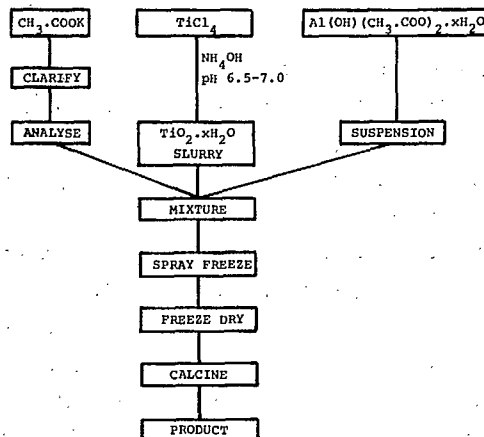 CH3.COOK
TiCl4
Al(OH)(CH3.COO)2.xH2O
NH4OH
pH 6.5-7.0
CLARIFY
ANALYSE
TiO2.xH2O
SLURRY
SUSPENSION
MIXTURE
SPRAY FREEZE
FREEZE DRY
CALCINE
PRODUCT